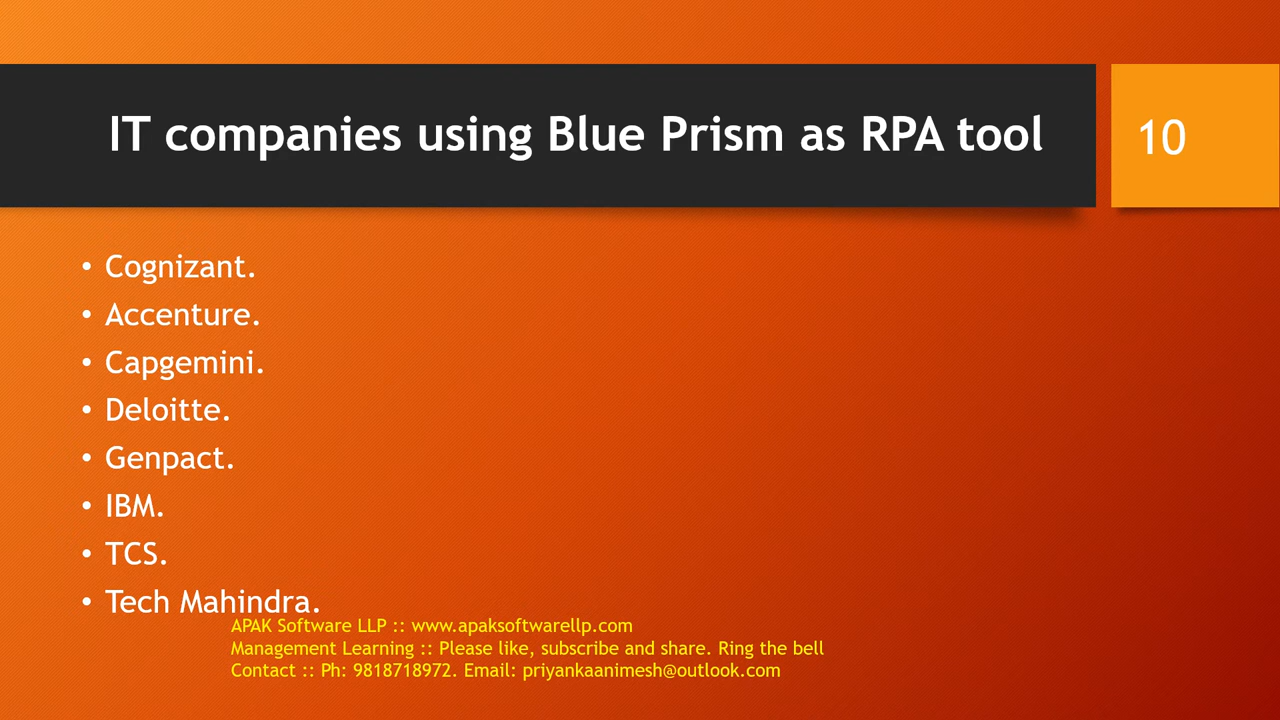 IT companies using Blue Prism as RPA tool
10
• Cognizant.
• Accenture.
• Capgemini.
• Deloitte.
• Genpact.
• IBM.
• TCS.
• Tech Mahindra.
APAK Software LLP :: www.apaksoftwarellp.com
Management Learning :: Please like, subscribe and share. Ring the bell
Contact :: Ph: 9818718972. Email: priyankaanimesh@outlook.com